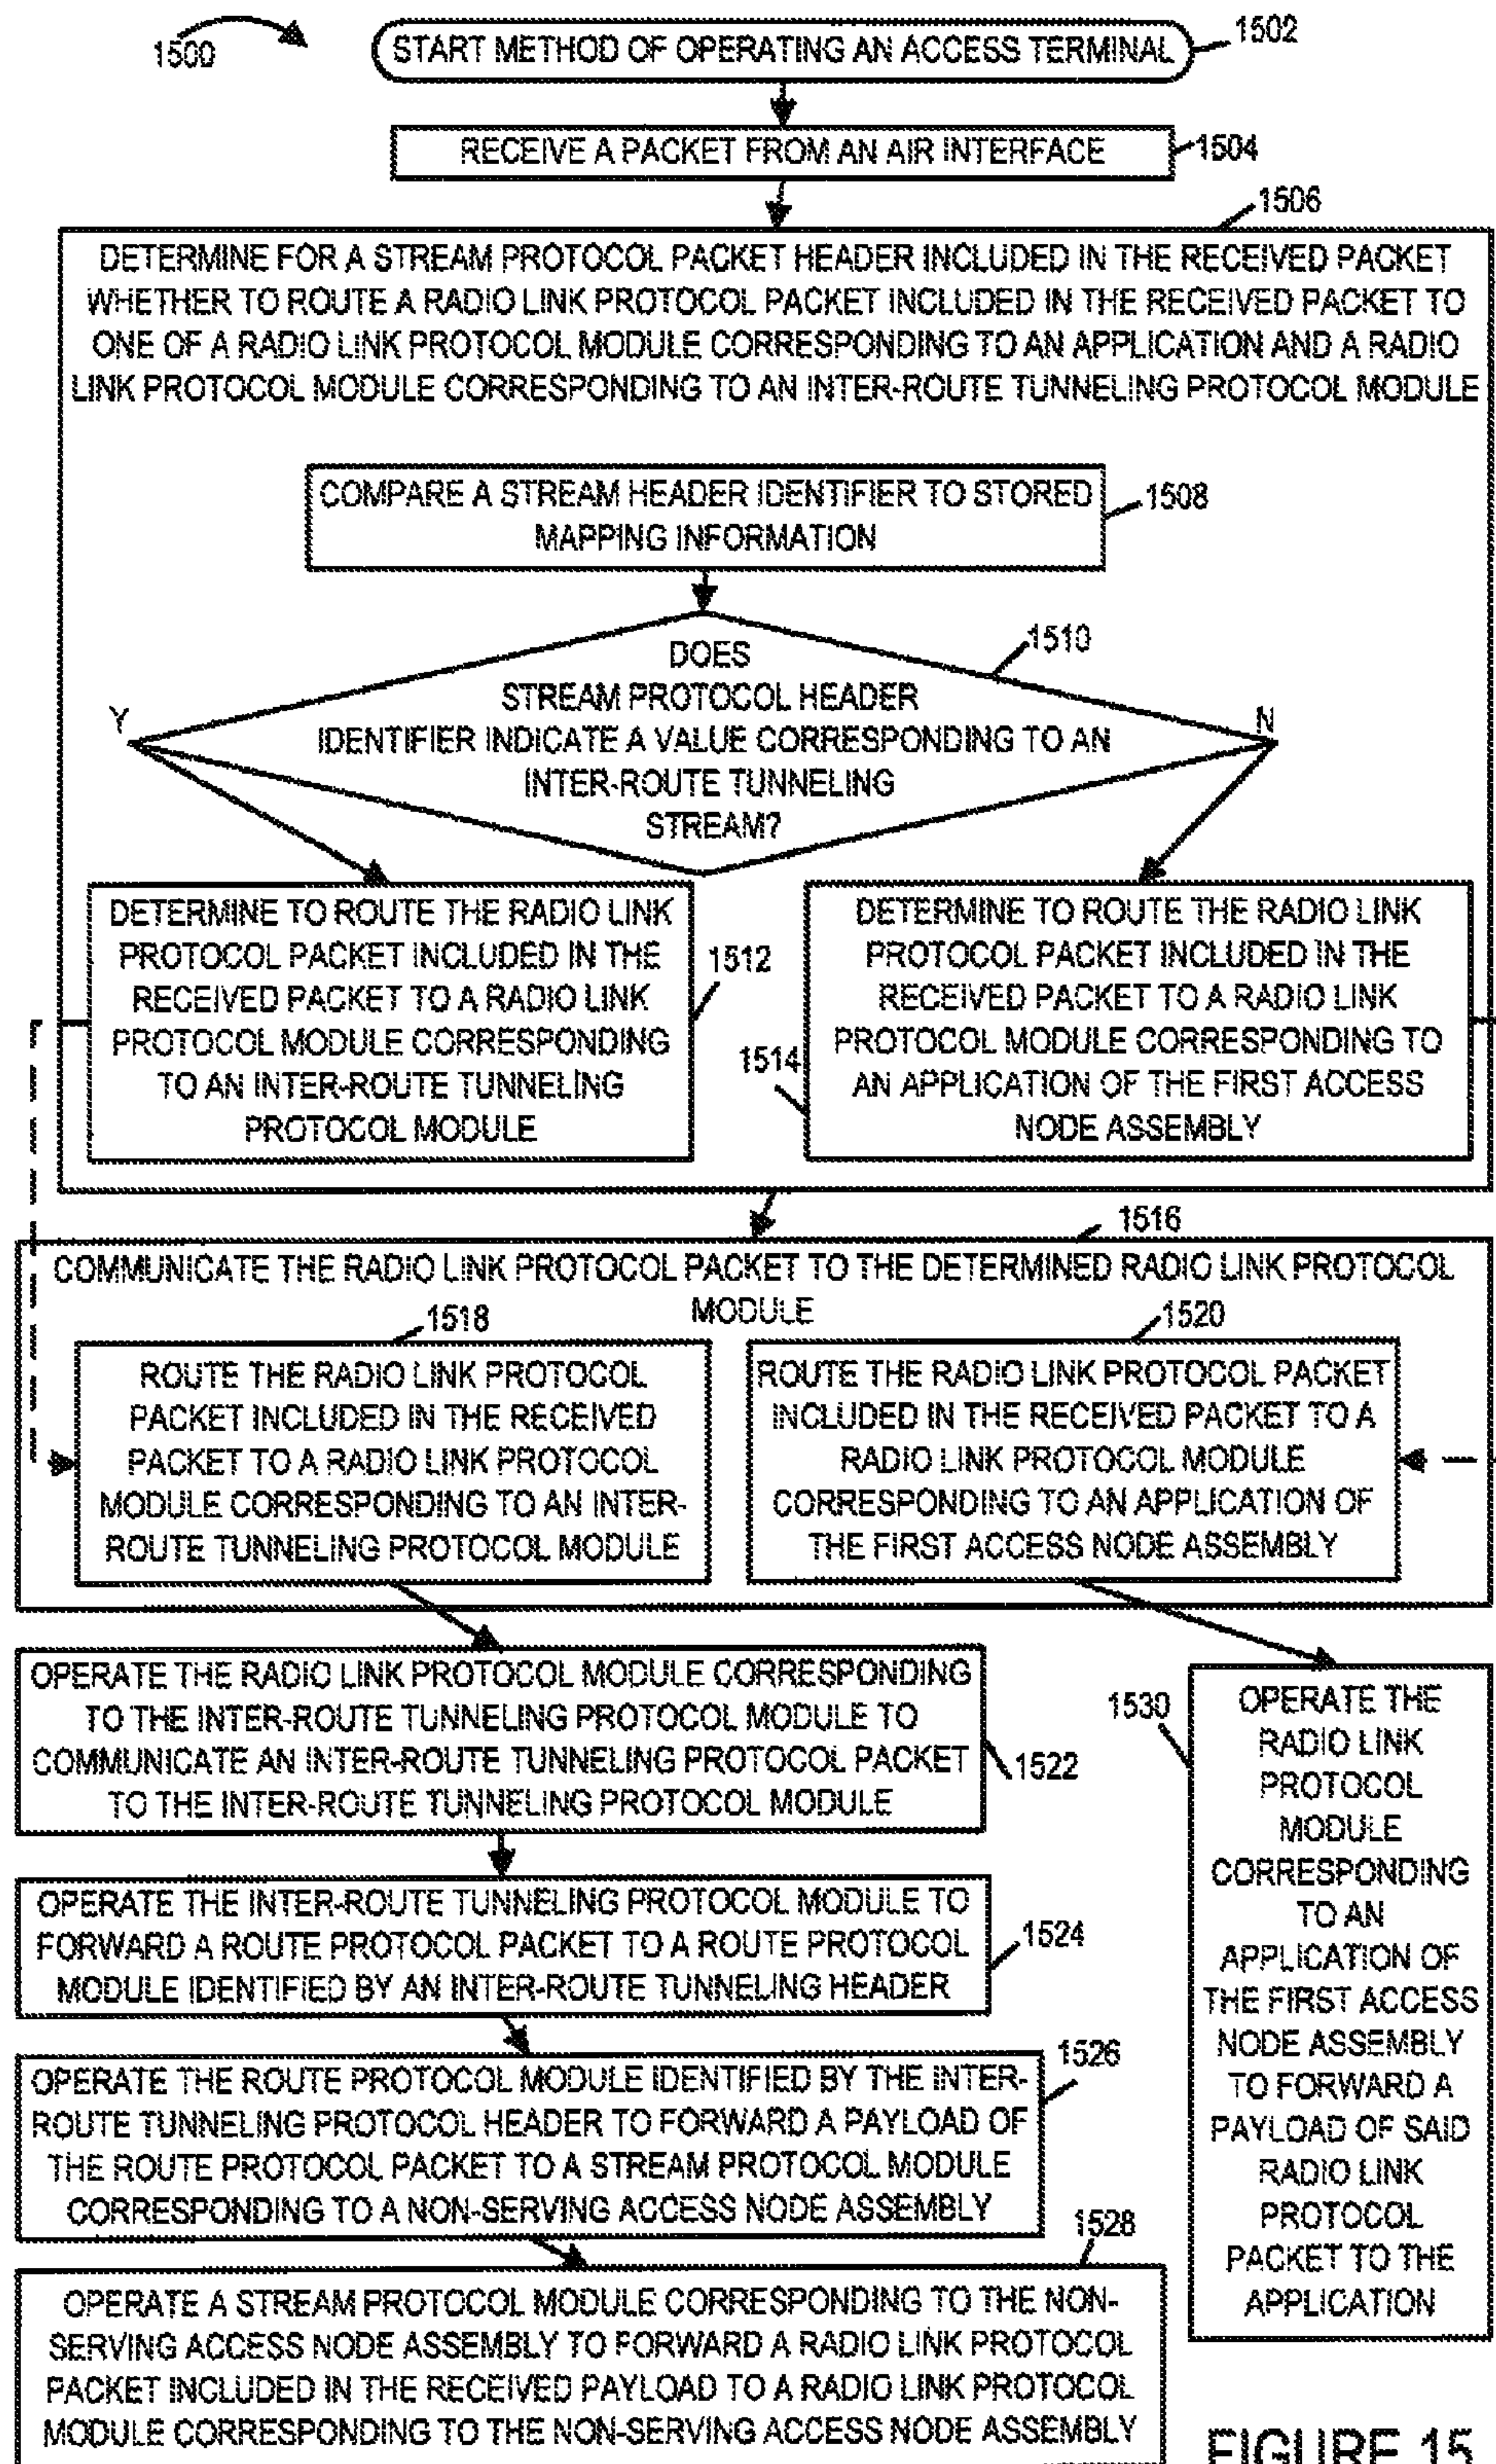 1500
START METHOD OF OPERATING AN ACCESS TERMINAL
1502
RECEIVE A PACKET FROM AN AIR INTERFACE
1504
1506
DETERMINE FOR A STREAM PROTOCOL PACKET HEADER INCLUDED IN THE RECEIVED PACKET
WHETHER TO ROUTE A RADIO LINK PROTOCOL PACKET INCLUDED IN THE RECEIVED PACKET TO
ONE OF A RADIO LINK PROTOCOL MODULE CORRESPONDING TO AN APPLICATION AND A RADIO
LINK PROTOCOL MODULE CORRESPONDING TO AN INTER-ROUTE TUNNELING PROTOCOL MODULE
COMPARE A STREAM HEADER IDENTIFIER TO STORED
MAPPING INFORMATION
1508
DOES
STREAM PROTOCOL HEADER
IDENTIFIER INDICATE A VALUE CORRESPONDING TO AN
INTER-ROUTE TUNNELING
STREAM?
1510
Y
N
DETERMINE TO ROUTE THE RADIO LINK
PROTOCOL PACKET INCLUDED IN THE
RECEIVED PACKET TO A RADIO LINK
PROTOCOL MODULE CORRESPONDING
TO AN INTER-ROUTE TUNNELING
PROTOCOL MODULE
1512
DETERMINE TO ROUTE THE RADIO LINK
PROTOCOL PACKET INCLUDED IN THE
RECEIVED PACKET TO A RADIO LINK
PROTOCOL MODULE CORRESPONDING TO
AN APPLICATION OF THE FIRST ACCESS
NODE ASSEMBLY
1514
1516
COMMUNICATE THE RADIO LINK PROTOCOL PACKET TO THE DETERMINED RADIO LINK PROTOCOL
MODULE
1518
ROUTE THE RADIO LINK PROTOCOL
PACKET INCLUDED IN THE RECEIVED
PACKET TO A RADIO LINK PROTOCOL
MODULE CORRESPONDING TO AN INTER-
ROUTE TUNNELING PROTOCOL MODULE
1520
ROUTE THE RADIO LINK PROTOCOL PACKET
INCLUDED IN THE RECEIVED PACKET TO A
RADIO LINK PROTOCOL MODULE
CORRESPONDING TO AN APPLICATION OF
THE FIRST ACCESS NODE ASSEMBLY
OPERATE THE RADIO LINK PROTOCOL MODULE CORRESPONDING
TO THE INTER-ROUTE TUNNELING PROTOCOL MODULE TO
COMMUNICATE AN INTER-ROUTE TUNNELING PROTOCOL PACKET
TO THE INTER-ROUTE TUNNELING PROTOCOL MODULE
1522
OPERATE THE INTER-ROUTE TUNNELING PROTOCOL MODULE TO
FORWARD A ROUTE PROTOCOL PACKET TO A ROUTE PROTOCOL
MODULE IDENTIFIED BY AN INTER-ROUTE TUNNELING HEADER
1524
OPERATE THE ROUTE PROTOCOL MODULE IDENTIFIED BY THE INTER-
ROUTE TUNNELING PROTOCOL HEADER TO FORWARD A PAYLOAD OF
THE ROUTE PROTOCOL PACKET TO A STREAM PROTOCOL MODULE
CORRESPONDING TO A NON-SERVING ACCESS NODE ASSEMBLY
1526
1528
OPERATE A STREAM PROTOCOL MODULE CORRESPONDING TO THE NON-
SERVING ACCESS NODE ASSEMBLY TO FORWARD A RADIO LINK PROTOCOL
PACKET INCLUDED IN THE RECEIVED PAYLOAD TO A RADIO LINK PROTOCOL
MODULE CORRESPONDING TO THE NON-SERVING ACCESS NODE ASSEMBLY
1530
OPERATE THE
RADIO LINK
PROTOCOL
MODULE
CORRESPONDING
TO AN
APPLICATION OF
THE FIRST ACCESS
NODE ASSEMBLY
TO FORWARD A
PAYLOAD OF SAID
RADIO LINK
PROTOCOL
PACKET TO THE
APPLICATION
FIGURE 15